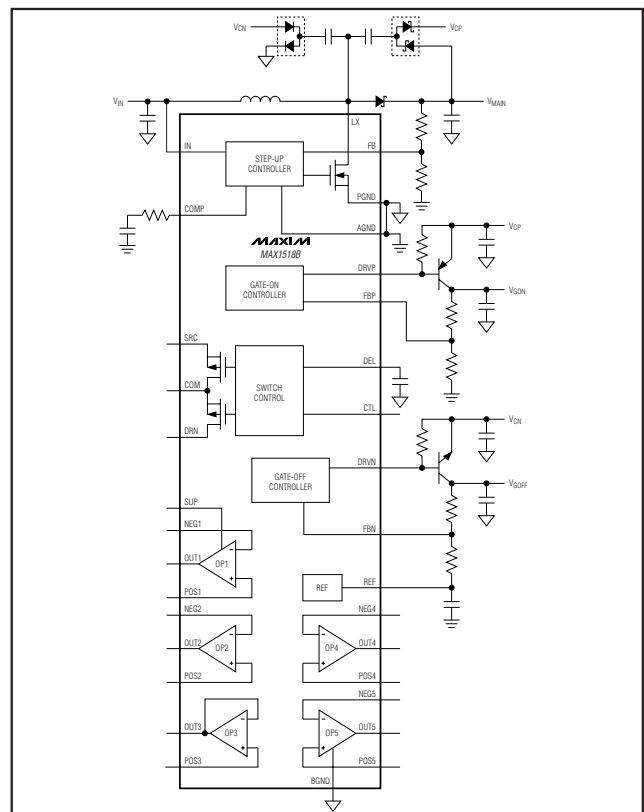 VCN
VCP
VIN
VMAIN
LX
IN
STEP-UP
CONTROLLER
FB
PGND
COMP
AGND
MAXIM
MAX1518B
VCP
DRVP
GATE-ON
CONTROLLER
FBP
VGON
SRC
DEL
COM
SWITCH
CONTROL
CTL
DRN
VCN
DRVN
GATE-OFF
CONTROLLER
VGOFF
SUP
NEG1
FBN
OUT1
OP1
POS1
REF
REF
NEG2
NEG4
OUT2
OP2
OP4
OUT4
POS2
POS4
NEG5
OUT3
OP3
OP5
OUT5
POS3
POS5
BGND